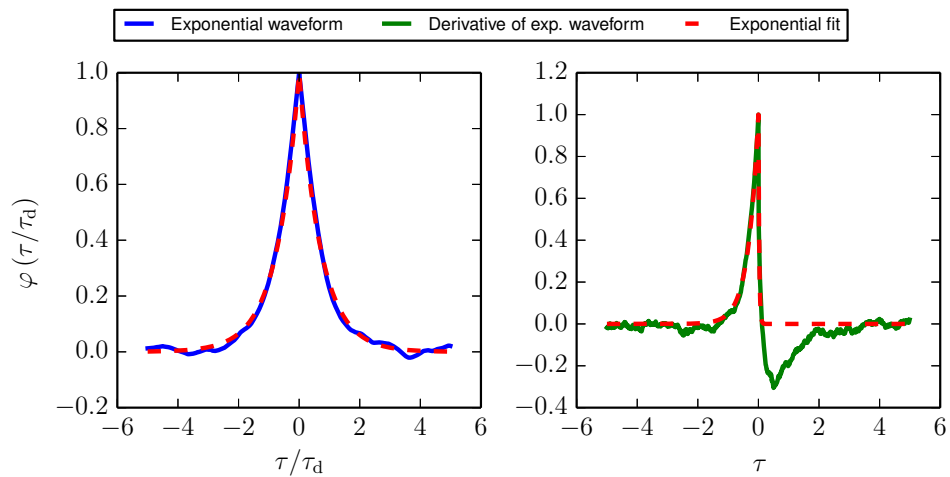 Exponential waveform Derivative of exp. waveform Exponential fit
φ(τ/τd)
1.0
0.8
0.6
0.4
0.2
0.0
−0.2
−6 −4 −2 0 2 4 6
τ/τd
1.2
1.0
0.8
0.6
0.4
0.2
0.0
−0.2
−0.4
−6 −4 −2 0 2 4 6
τ